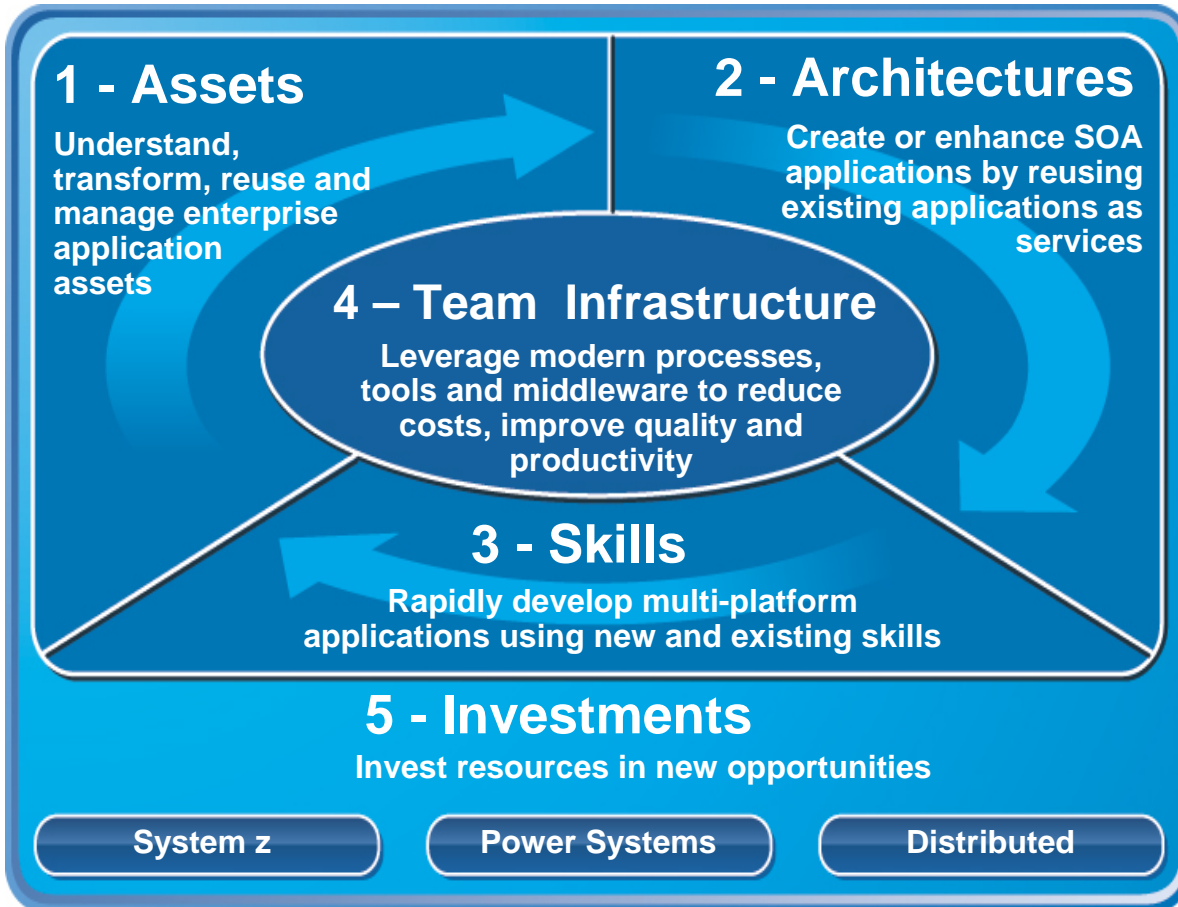 1 - Assets
Understand,
transform, reuse and
manage enterprise
application
assets
2 - Architectures
Create or enhance SOA
applications by reusing
existing applications as
services
4 – Team  Infrastructure
Leverage modern processes,
tools and middleware to reduce
costs, improve quality and
productivity
3 - Skills
Rapidly develop multi-platform
applications using new and existing skills
5 - Investments
Invest resources in new opportunities
System z
Power Systems
Distributed